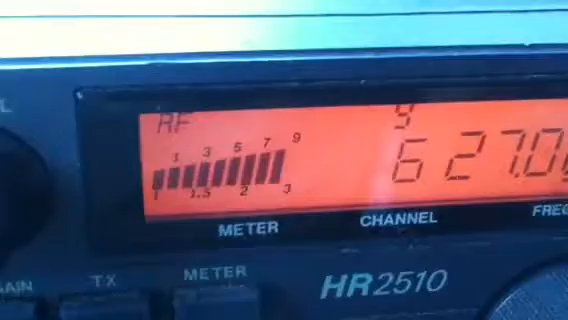 RF
1 3 5 7 9
1 1.5 2 3
6 27.0
METER CHANNEL
TX METER
HR2510